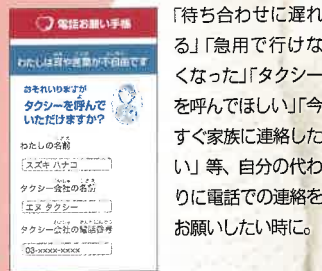 電話お願い手帳
わたしは耳や言葉が不自由です
おそれいりますが
タクシーを呼んで
いただけますか?
わたしの名前
スズキ ハナコ
タクシー会社の名前
エヌ タクシー
タクシー会社の電話番号
03-xxxx-xxxx
「待ち合わせに遅れ
る」「急用で行けな
くなった」「タクシー
を呼んでほしい」「今
すぐ家族に連絡した
い」等、自分の代わ
りに電話での連絡を
お願いしたい時に。